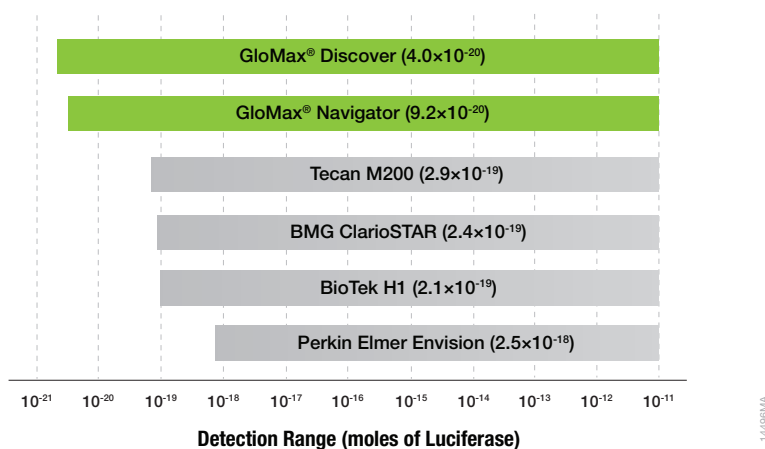 GloMax® Discover (4.0×10⁻²⁰)
GloMax® Navigator (9.2×10⁻²⁰)
Tecan M200 (2.9×10⁻¹⁹)
BMG ClarioSTAR (2.4×10⁻¹⁹)
BioTek H1 (2.1×10⁻¹⁹)
Perkin Elmer Envision (2.5×10⁻¹⁸)
10⁻²¹ 10⁻²⁰ 10⁻¹⁹ 10⁻¹⁸ 10⁻¹⁷ 10⁻¹⁶ 10⁻¹⁵ 10⁻¹⁴ 10⁻¹³ 10⁻¹² 10⁻¹¹
Detection Range (moles of Luciferase)
14496MA